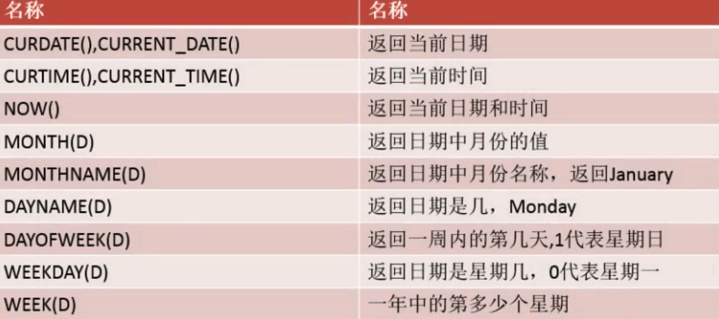 名称 名称
CURDATE(),CURRENT_DATE() 返回当前日期
CURTIME(),CURRENT_TIME() 返回当前时间
NOW() 返回当前日期和时间
MONTH(D) 返回日期中月份的值
MONTHNAME(D) 返回日期中月份名称，返回January
DAYNAME(D) 返回日期是几，Monday
DAYOFWEEK(D) 返回一周内的第几天,1代表星期日
WEEKDAY(D) 返回日期是星期几，0代表星期一
WEEK(D) 一年中的第多少个星期